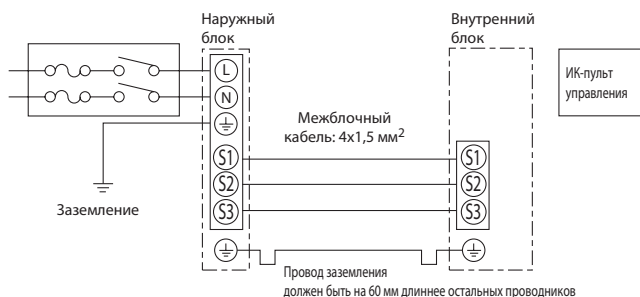 Наружный
блок
Внутренний
блок
L
N
ИК-пульт
управления
Межблочный
кабель: 4x1,5 мм²
S1
S2
S3
S1
S2
S3
Заземление
Провод заземления
должен быть на 60 мм длиннее остальных проводников